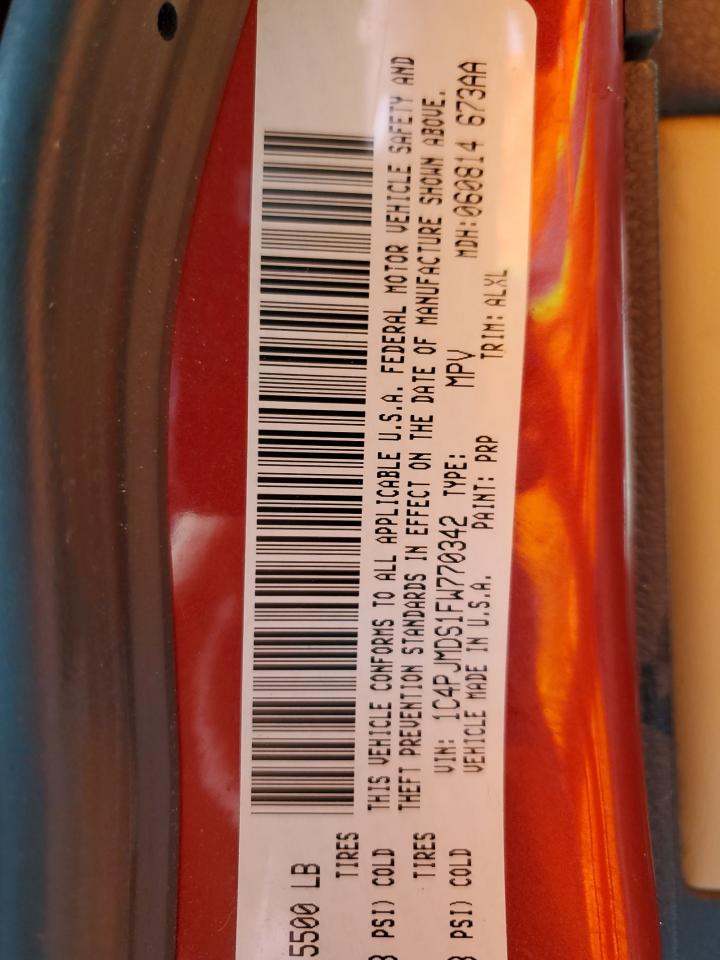 5500 LB
TIRES
PSI) COLD
TIRES
PSI) COLD
THIS VEHICLE CONFORMS TO ALL APPLICABLE U.S.A. FEDERAL MOTOR VEHICLE SAFETY AND
THEFT PREVENTION STANDARDS IN EFFECT ON THE DATE OF MANUFACTURE SHOWN ABOVE.
VIN: 1C4PJMDS1FW770342 TYPE: MPV MDH:060814 673AA
VEHICLE MADE IN U.S.A. PAINT: PRP TRIM: ALXL